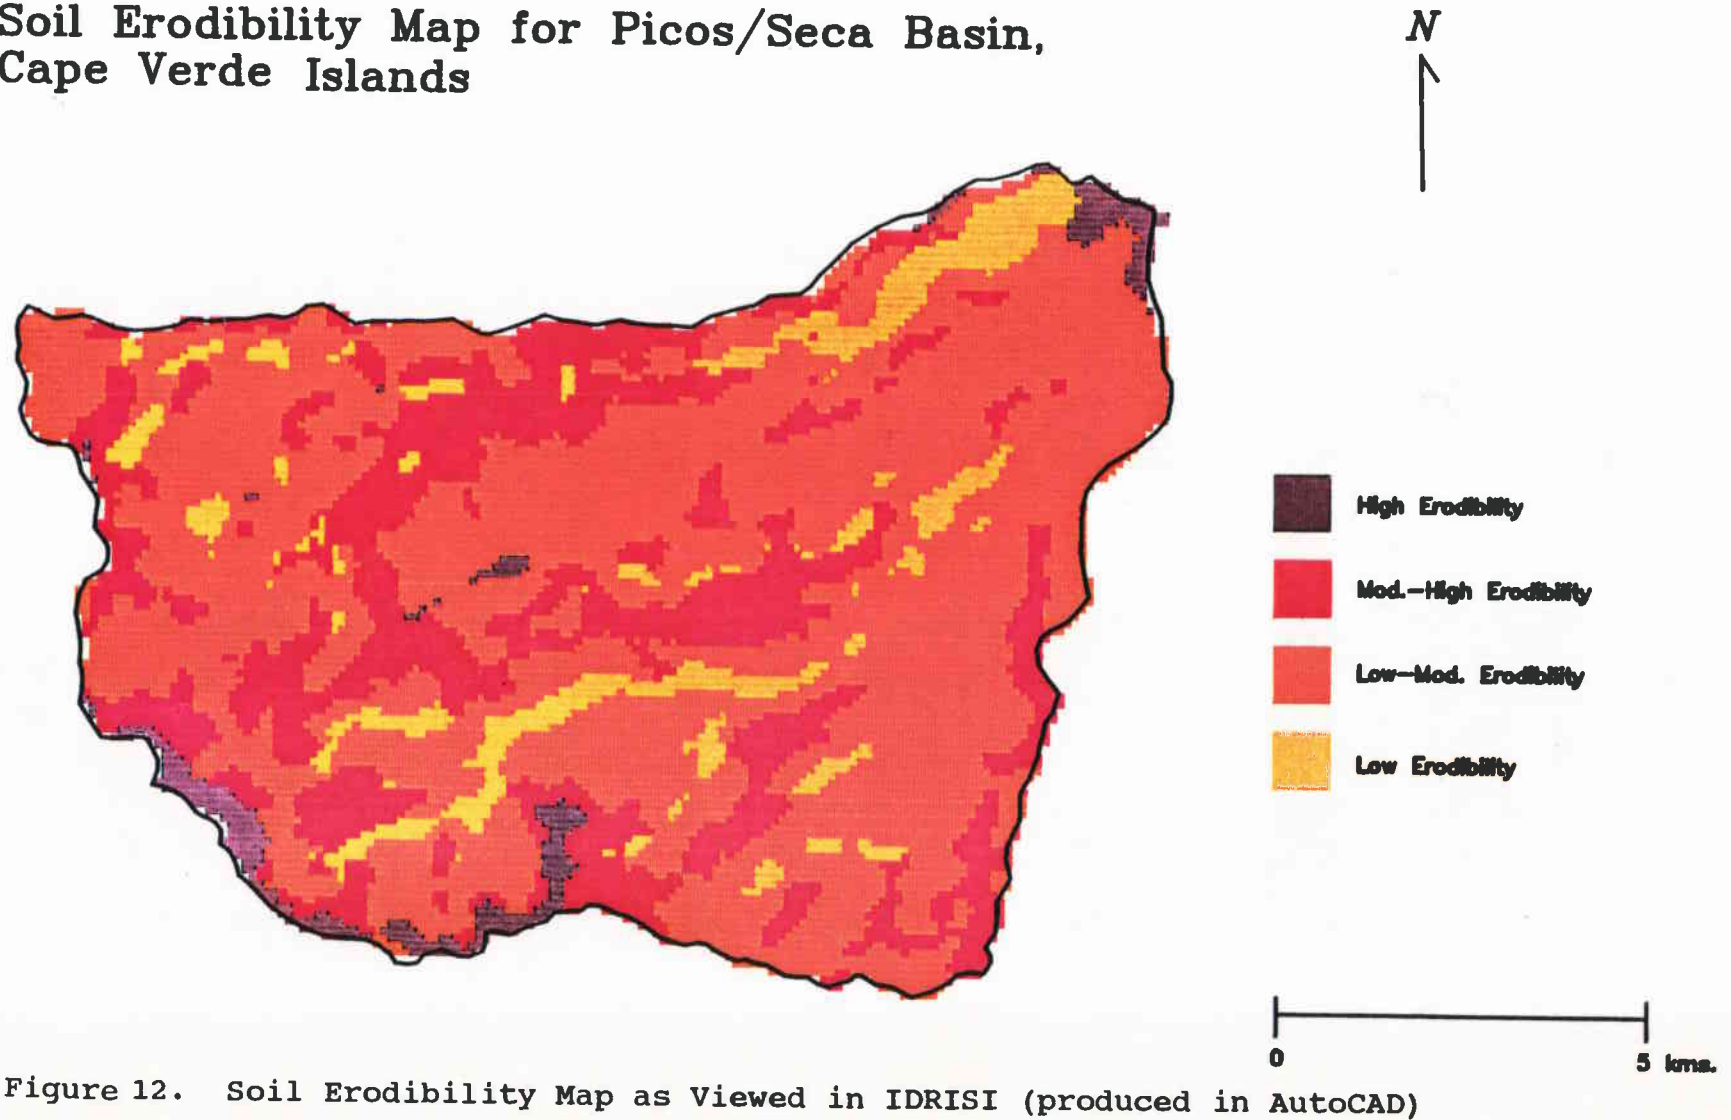 Soil Erodibility Map for Picos/Seca Basin,
Cape Verde Islands
N
High Erodibility
Mod.-High Erodibility
Low-Mod. Erodibility
Low Erodibility
0 5 kms.
Figure 12. Soil Erodibility Map as Viewed in IDRISI (produced in AutoCAD)